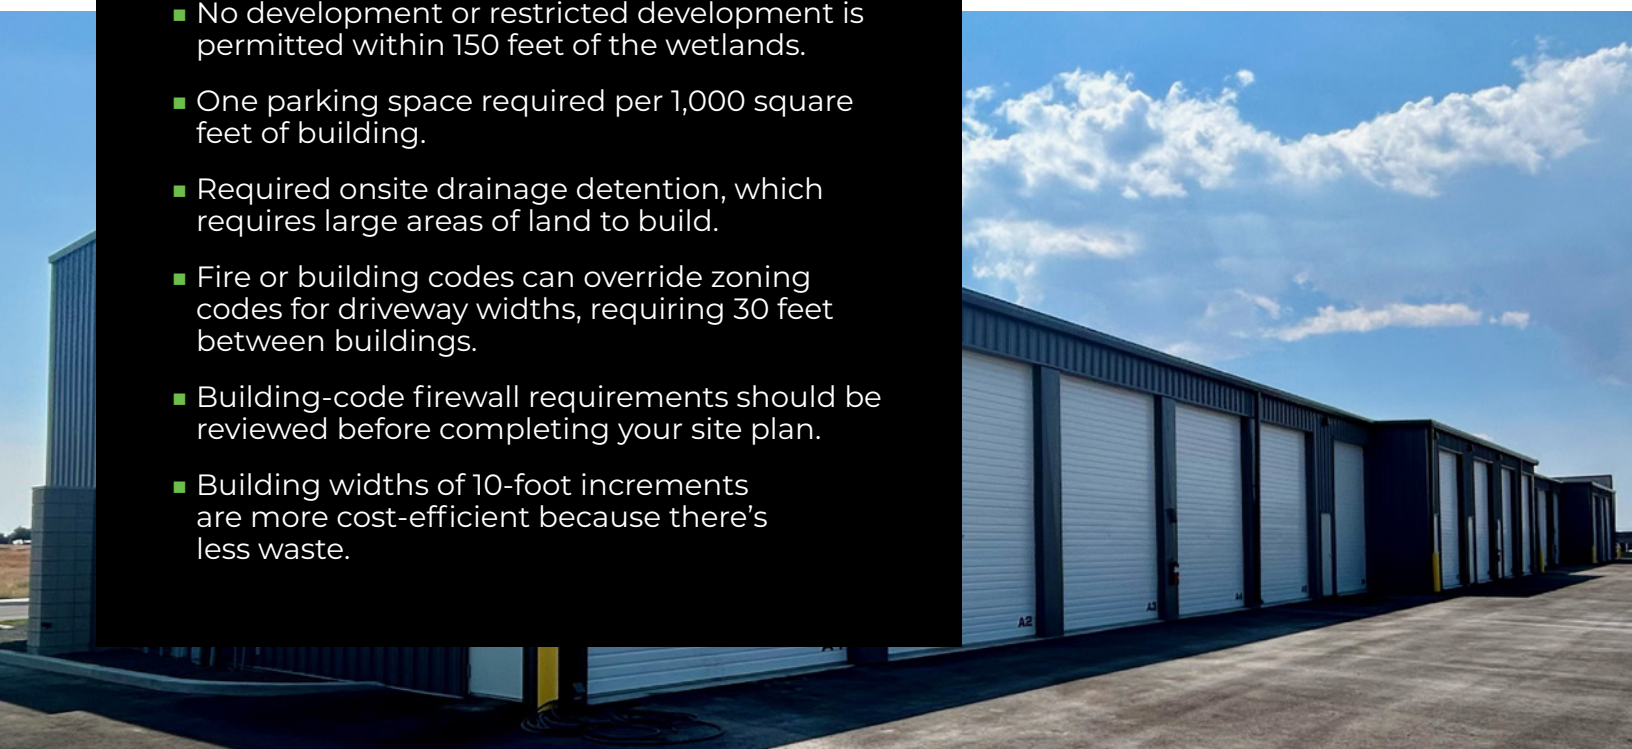 No development or restricted development is
permitted within 150 feet of the wetlands.
One parking space required per 1,000 square
feet of building.
Required onsite drainage detention, which
requires large areas of land to build.
Fire or building codes can override zoning
codes for driveway widths, requiring 30 feet
between buildings.
Building-code firewall requirements should be
reviewed before completing your site plan.
Building widths of 10-foot increments
are more cost-efficient because there’s
less waste.
A2
A3
A4